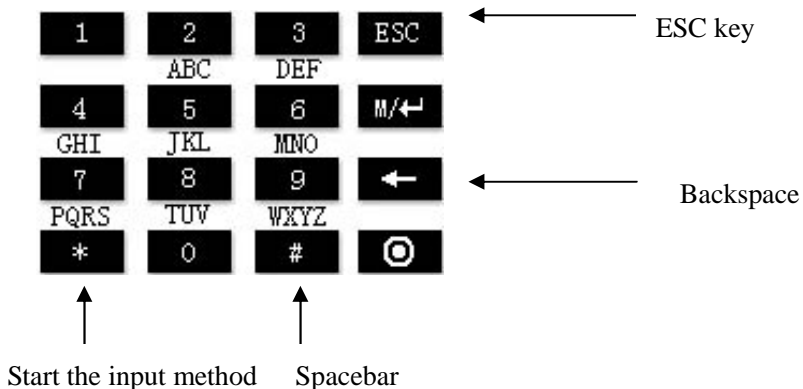 1 2 3 ESC ESC key
ABC DEF
4 5 6 M/↵
GHI JKL MNO
7 8 9 ← Backspace
PQRS TUV WXYZ
* 0 #
Start the input method Spacebar